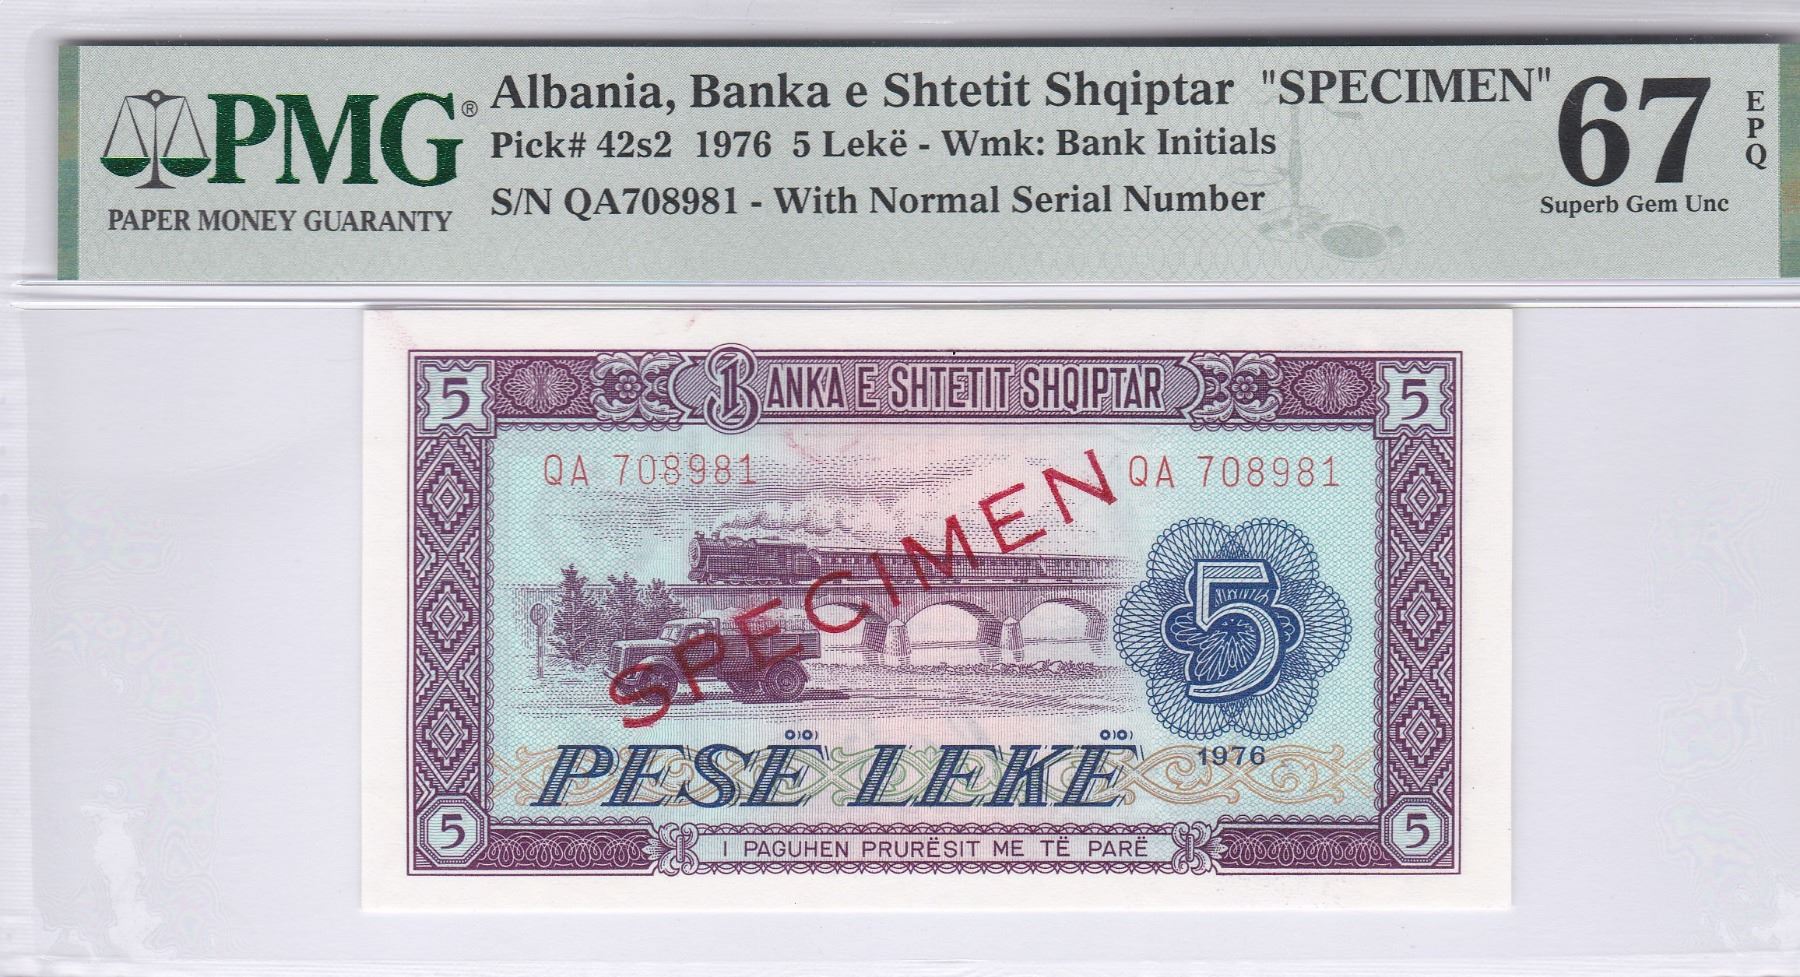 PMG®
PAPER MONEY GUARANTY
Albania, Banka e Shtetit Shqiptar "SPECIMEN"
Pick# 42s2 1976 5 Lekë - Wmk: Bank Initials
S/N QA708981 - With Normal Serial Number
67
EPQ
Superb Gem Unc
5
BANKA E SHTETIT SHQIPTAR
5
QA 708981
QA 708981
SPECIMEN
5
PESË LEKË
1976
5
I PAGUHEN PRURËSIT ME TË PARË
5